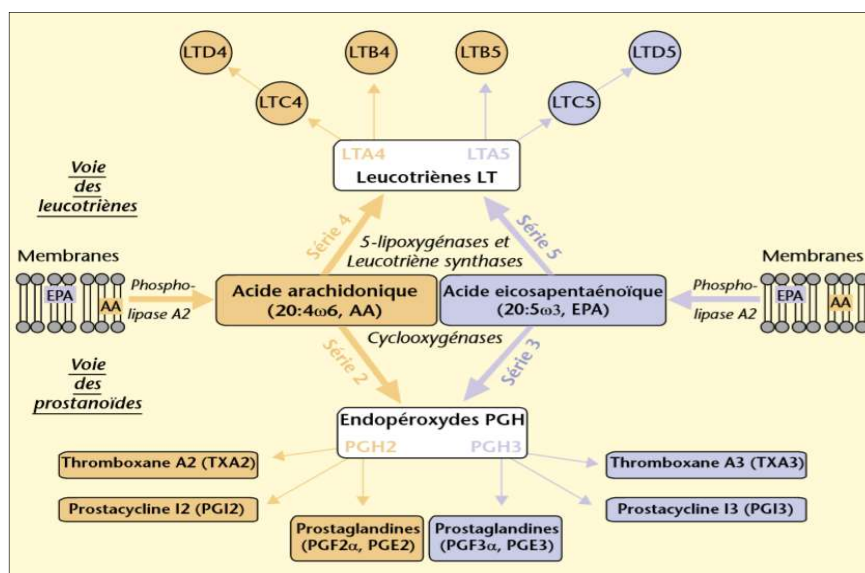 LTD4
LTB4
LTB5
LTD5
LTC4
LTC5
LTA4
LTA5
Leucotriènes LT
Voie
des
leucotriènes
Série 4
Série 5
5-lipoxygénases et
Leucotriène synthases
Membranes
EPA
AA
Phospho-
lipase A2
Acide arachidonique
(20:4ω6, AA)
Acide eicosapentaénoïque
(20:5ω3, EPA)
Phospho-
lipase A2
Membranes
EPA
AA
Cyclooxygénases
Série 2
Série 3
Voie
des
prostanoïdes
Endopéroxydes PGH
PGH2
PGH3
Thromboxane A2 (TXA2)
Thromboxane A3 (TXA3)
Prostacycline I2 (PGI2)
Prostacycline I3 (PGI3)
Prostaglandines
(PGF2α, PGE2)
Prostaglandines
(PGF3α, PGE3)